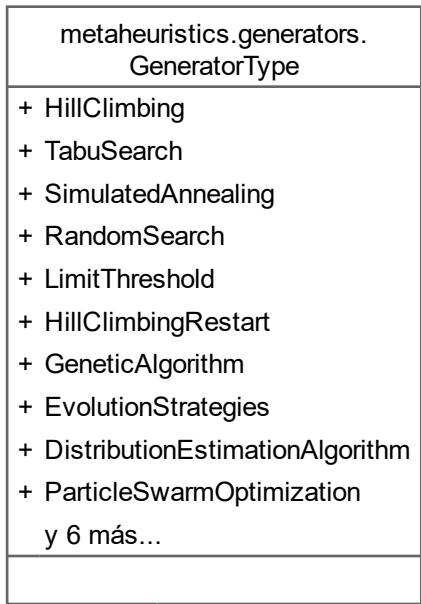 metaheuristics.generators.
GeneratorType
+ HillClimbing
+ TabuSearch
+ SimulatedAnnealing
+ RandomSearch
+ LimitThreshold
+ HillClimbingRestart
+ GeneticAlgorithm
+ EvolutionStrategies
+ DistributionEstimationAlgorithm
+ ParticleSwarmOptimization
y 6 más...